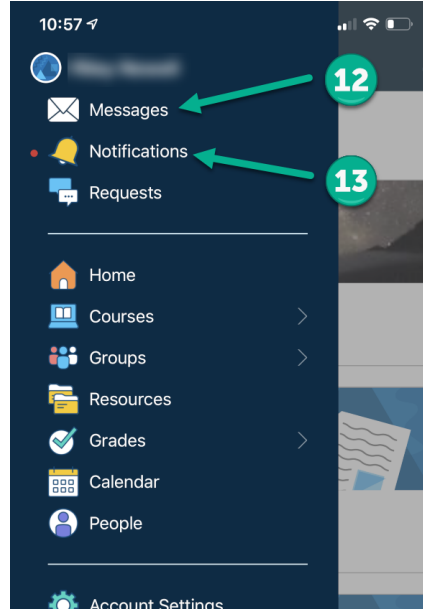 10:57
12
Messages
Notifications
13
Requests
Home
Courses
Groups
Resources
Grades
Calendar
People
Account Settings